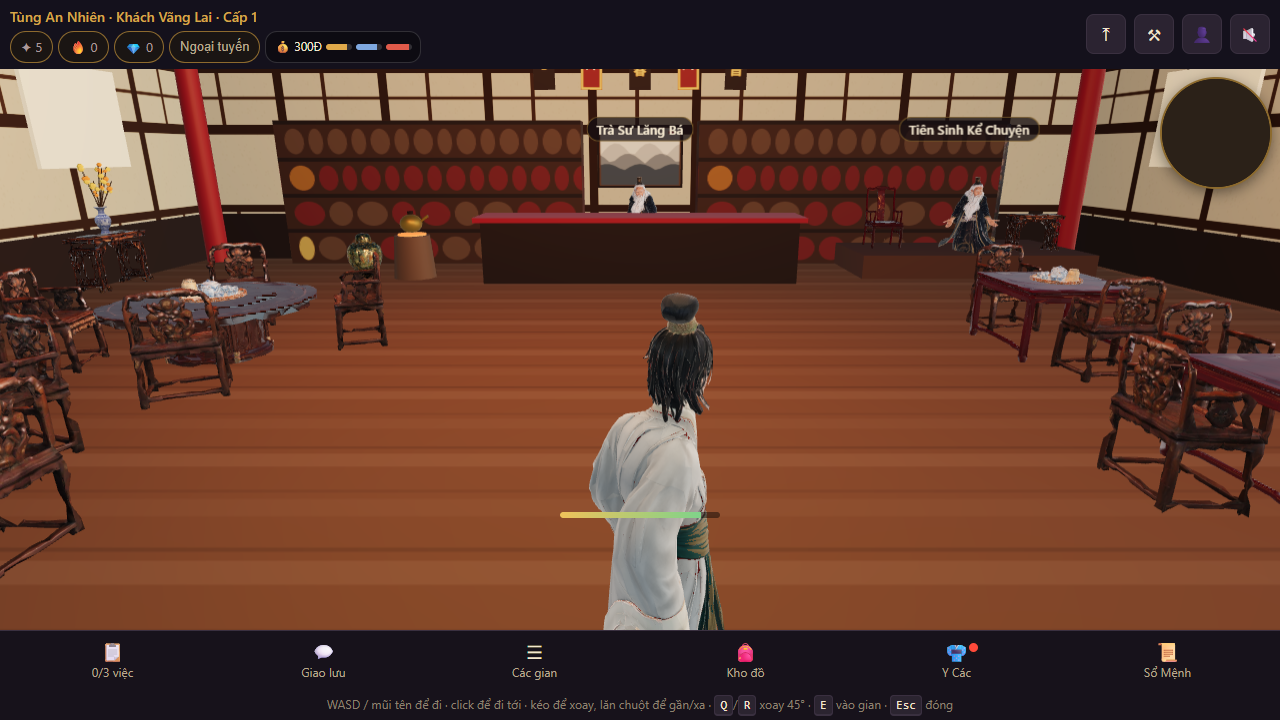 Tùng An Nhiên · Khách Vãng Lai · Cấp 1
5
0
0
Ngoại tuyến
300Đ
Trà Sư Lăng Bá
Tiên Sinh Kể Chuyện
0/3 việc
Giao lưu
Các gian
Kho đồ
Y Các
Sổ Mệnh
WASD / mũi tên để đi · click để đi tới · kéo để xoay, lăn chuột để gần/xa · Q / R xoay 45° · E vào gian · Esc đóng